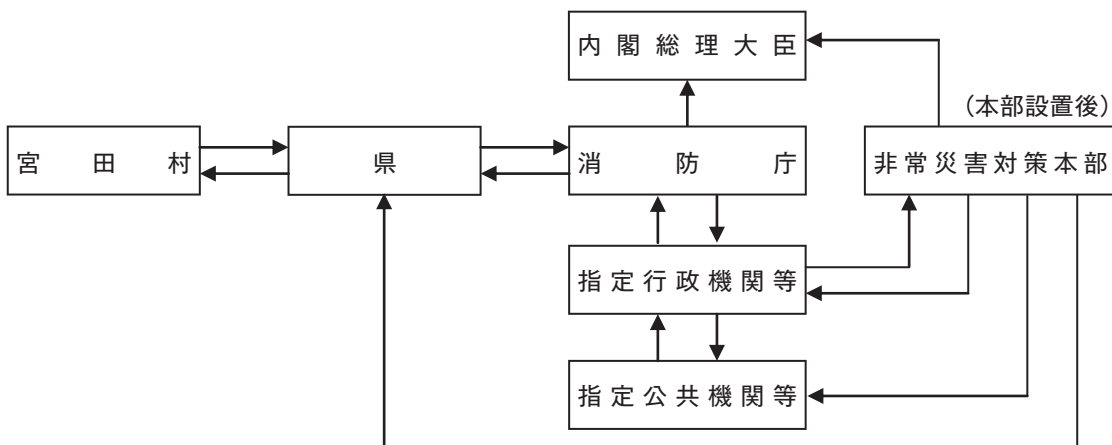 内閣総理大臣
（本部設置後）
宮田村
県
消防庁
非常災害対策本部
指定行政機関等
指定公共機関等